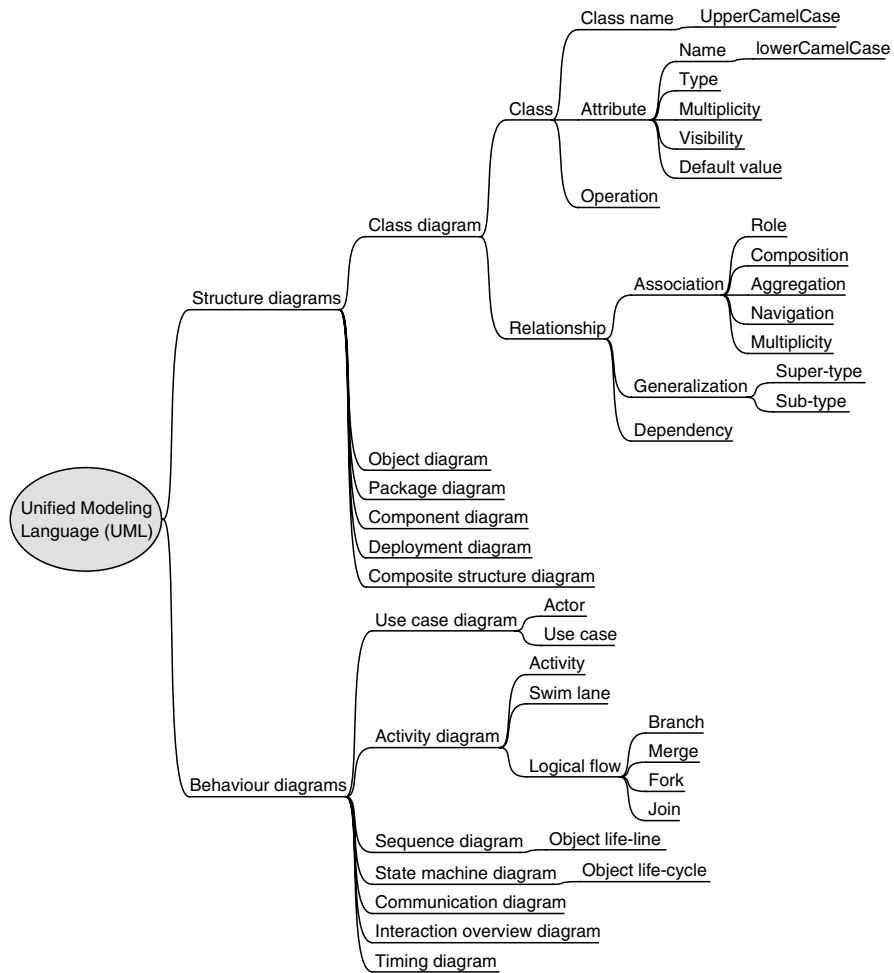 Unified Modeling
Language (UML)
Structure diagrams
Class diagram
Class
Class name
UpperCamelCase
Attribute
Name
lowerCamelCase
Type
Multiplicity
Visibility
Default value
Operation
Relationship
Association
Role
Composition
Aggregation
Navigation
Multiplicity
Generalization
Super-type
Sub-type
Dependency
Object diagram
Package diagram
Component diagram
Deployment diagram
Composite structure diagram
Behaviour diagrams
Use case diagram
Actor
Use case
Activity diagram
Activity
Swim lane
Logical flow
Branch
Merge
Fork
Join
Sequence diagram
Object life-line
State machine diagram
Object life-cycle
Communication diagram
Interaction overview diagram
Timing diagram